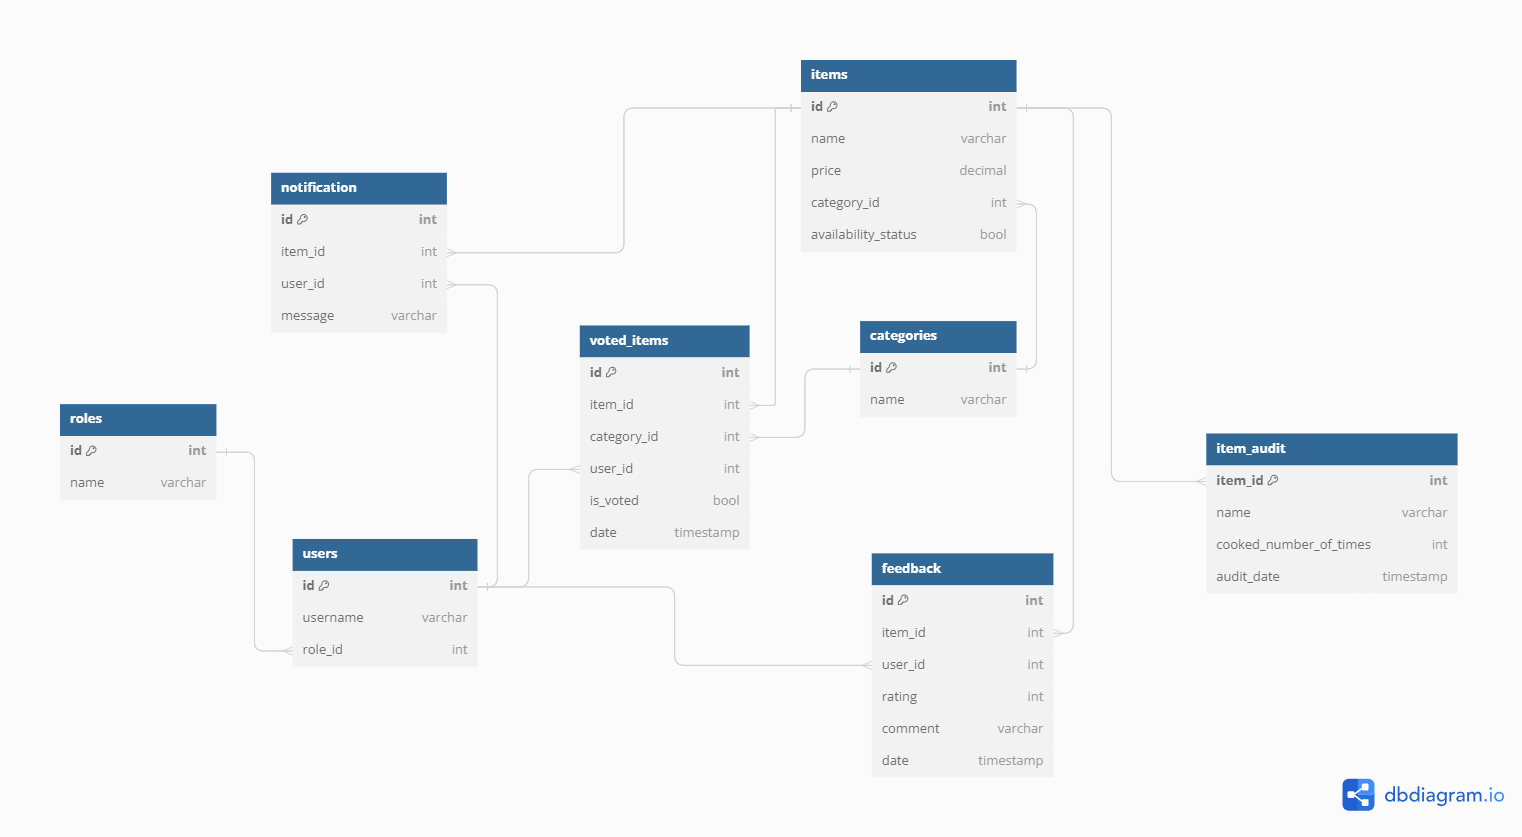 items
id int
name varchar
price decimal
category_id int
availability_status bool
notification
id int
item_id int
user_id int
message varchar
voted_items
id int
item_id int
category_id int
user_id int
is_voted bool
date timestamp
categories
id int
name varchar
roles
id int
name varchar
item_audit
item_id int
name varchar
cooked_number_of_times int
audit_date timestamp
users
id int
username varchar
role_id int
feedback
id int
item_id int
user_id int
rating int
comment varchar
date timestamp
dbdiagram.io